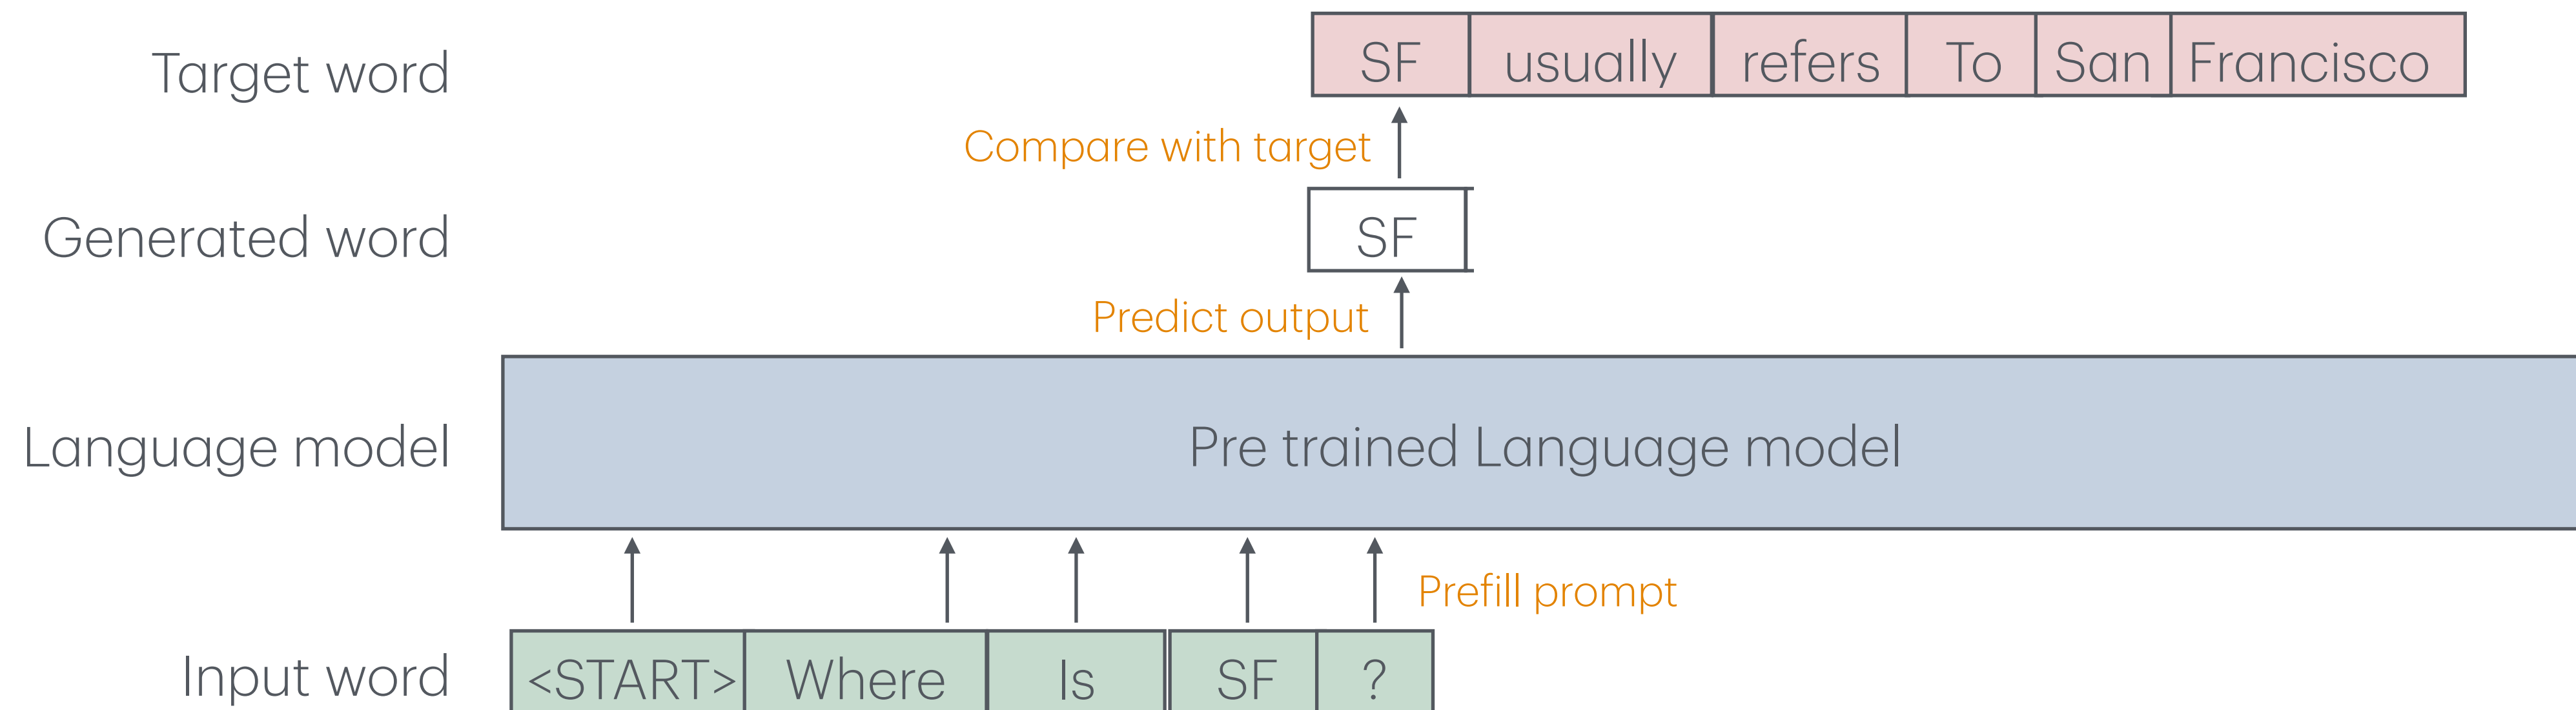 Target word SF usually refers To San Francisco
Compare with target
Generated word SF
Predict output
Language model Pre trained Language model
Prefill prompt
Input word <START> Where Is SF ?